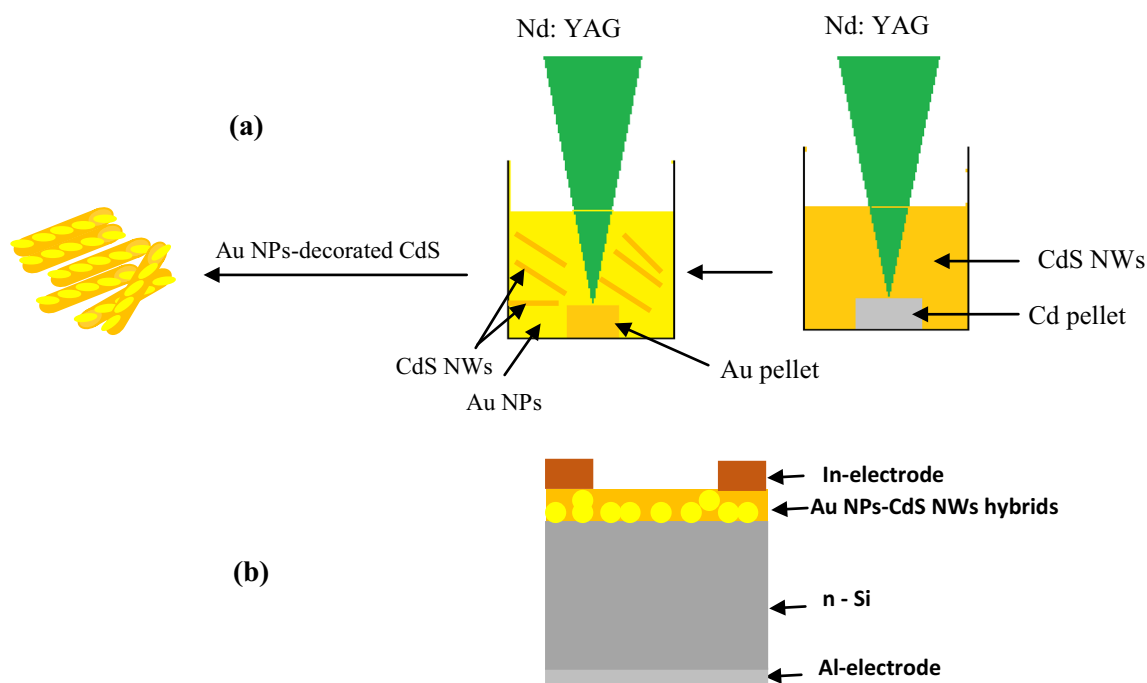 Nd: YAG
Nd: YAG
(a)
Au NPs-decorated CdS
CdS NWs
Cd pellet
CdS NWs
Au pellet
Au NPs
In-electrode
Au NPs-CdS NWs hybrids
(b)
n - Si
Al-electrode